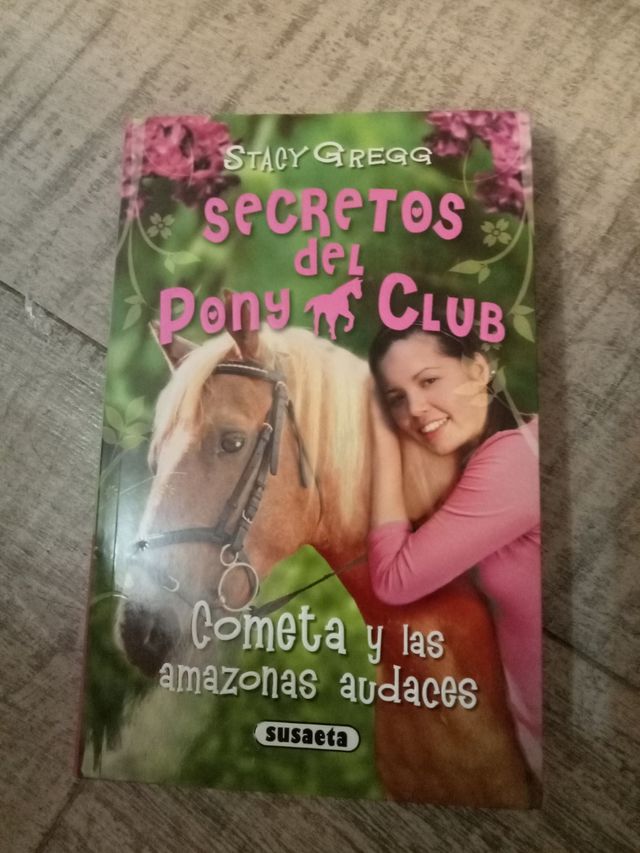 Stacy Gregg
Secretos
del
Pony Club
Cometa y las
amazonas audaces
susaeta